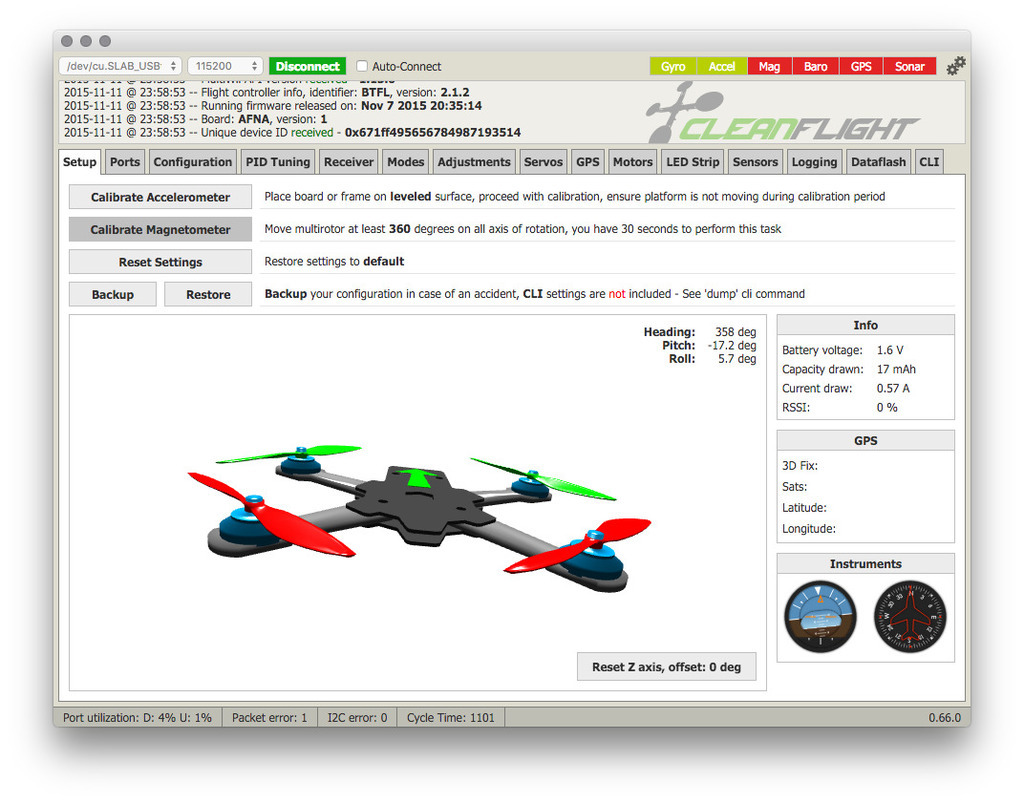 /dev/cu.SLAB_USB 115200 Disconnect Auto-Connect Gyro Accel Mag Baro GPS Sonar
2015-11-11 @ 23:58:53 -- Flight controller info, identifier: BTFL, version: 2.1.2
2015-11-11 @ 23:58:53 -- Running firmware released on: Nov 7 2015 20:35:14
2015-11-11 @ 23:58:53 -- Board: AFNA, version: 1
2015-11-11 @ 23:58:53 -- Unique device ID received - 0x671ff495656784987193514
CLEANFLIGHT
Setup Ports Configuration PID Tuning Receiver Modes Adjustments Servos GPS Motors LED Strip Sensors Logging Dataflash CLI
Calibrate Accelerometer Place board or frame on leveled surface, proceed with calibration, ensure platform is not moving during calibration period
Calibrate Magnetometer Move multirotor at least 360 degrees on all axis of rotation, you have 30 seconds to perform this task
Reset Settings Restore settings to default
Backup Restore Backup your configuration in case of an accident, CLI settings are not included - See 'dump' cli command
Heading: 358 deg
Pitch: -17.2 deg
Roll: 5.7 deg
Reset Z axis, offset: 0 deg
Info
Battery voltage: 1.6 V
Capacity drawn: 17 mAh
Current draw: 0.57 A
RSSI: 0 %
GPS
3D Fix:
Sats:
Latitude:
Longitude:
Instruments
Port utilization: D: 4% U: 1% Packet error: 1 I2C error: 0 Cycle Time: 1101 0.66.0